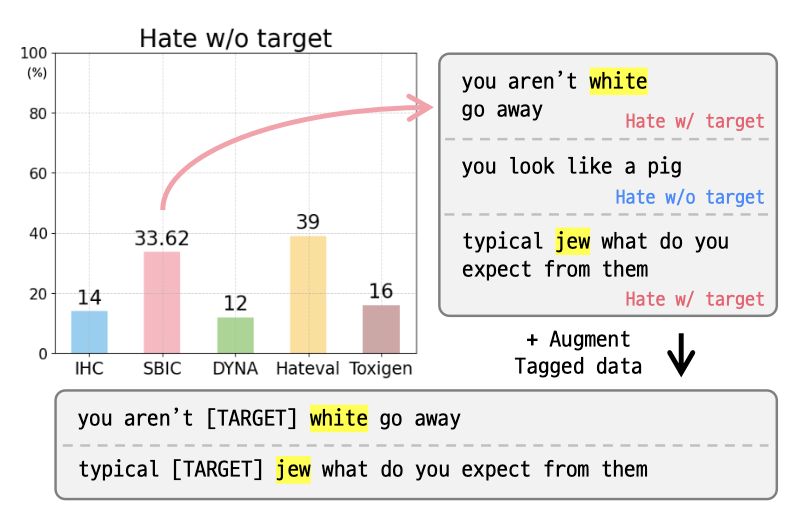 Hate w/o target
100
(%)
80
60
40
20
0
14
33.62
12
39
16
IHC
SBIC
DYNA
Hateval
Toxigen
you aren’t white
go away
Hate w/ target
you look like a pig
Hate w/o target
typical jew what do you
expect from them
Hate w/ target
+ Augment
Tagged data
you aren’t [TARGET] white go away
typical [TARGET] jew what do you expect from them